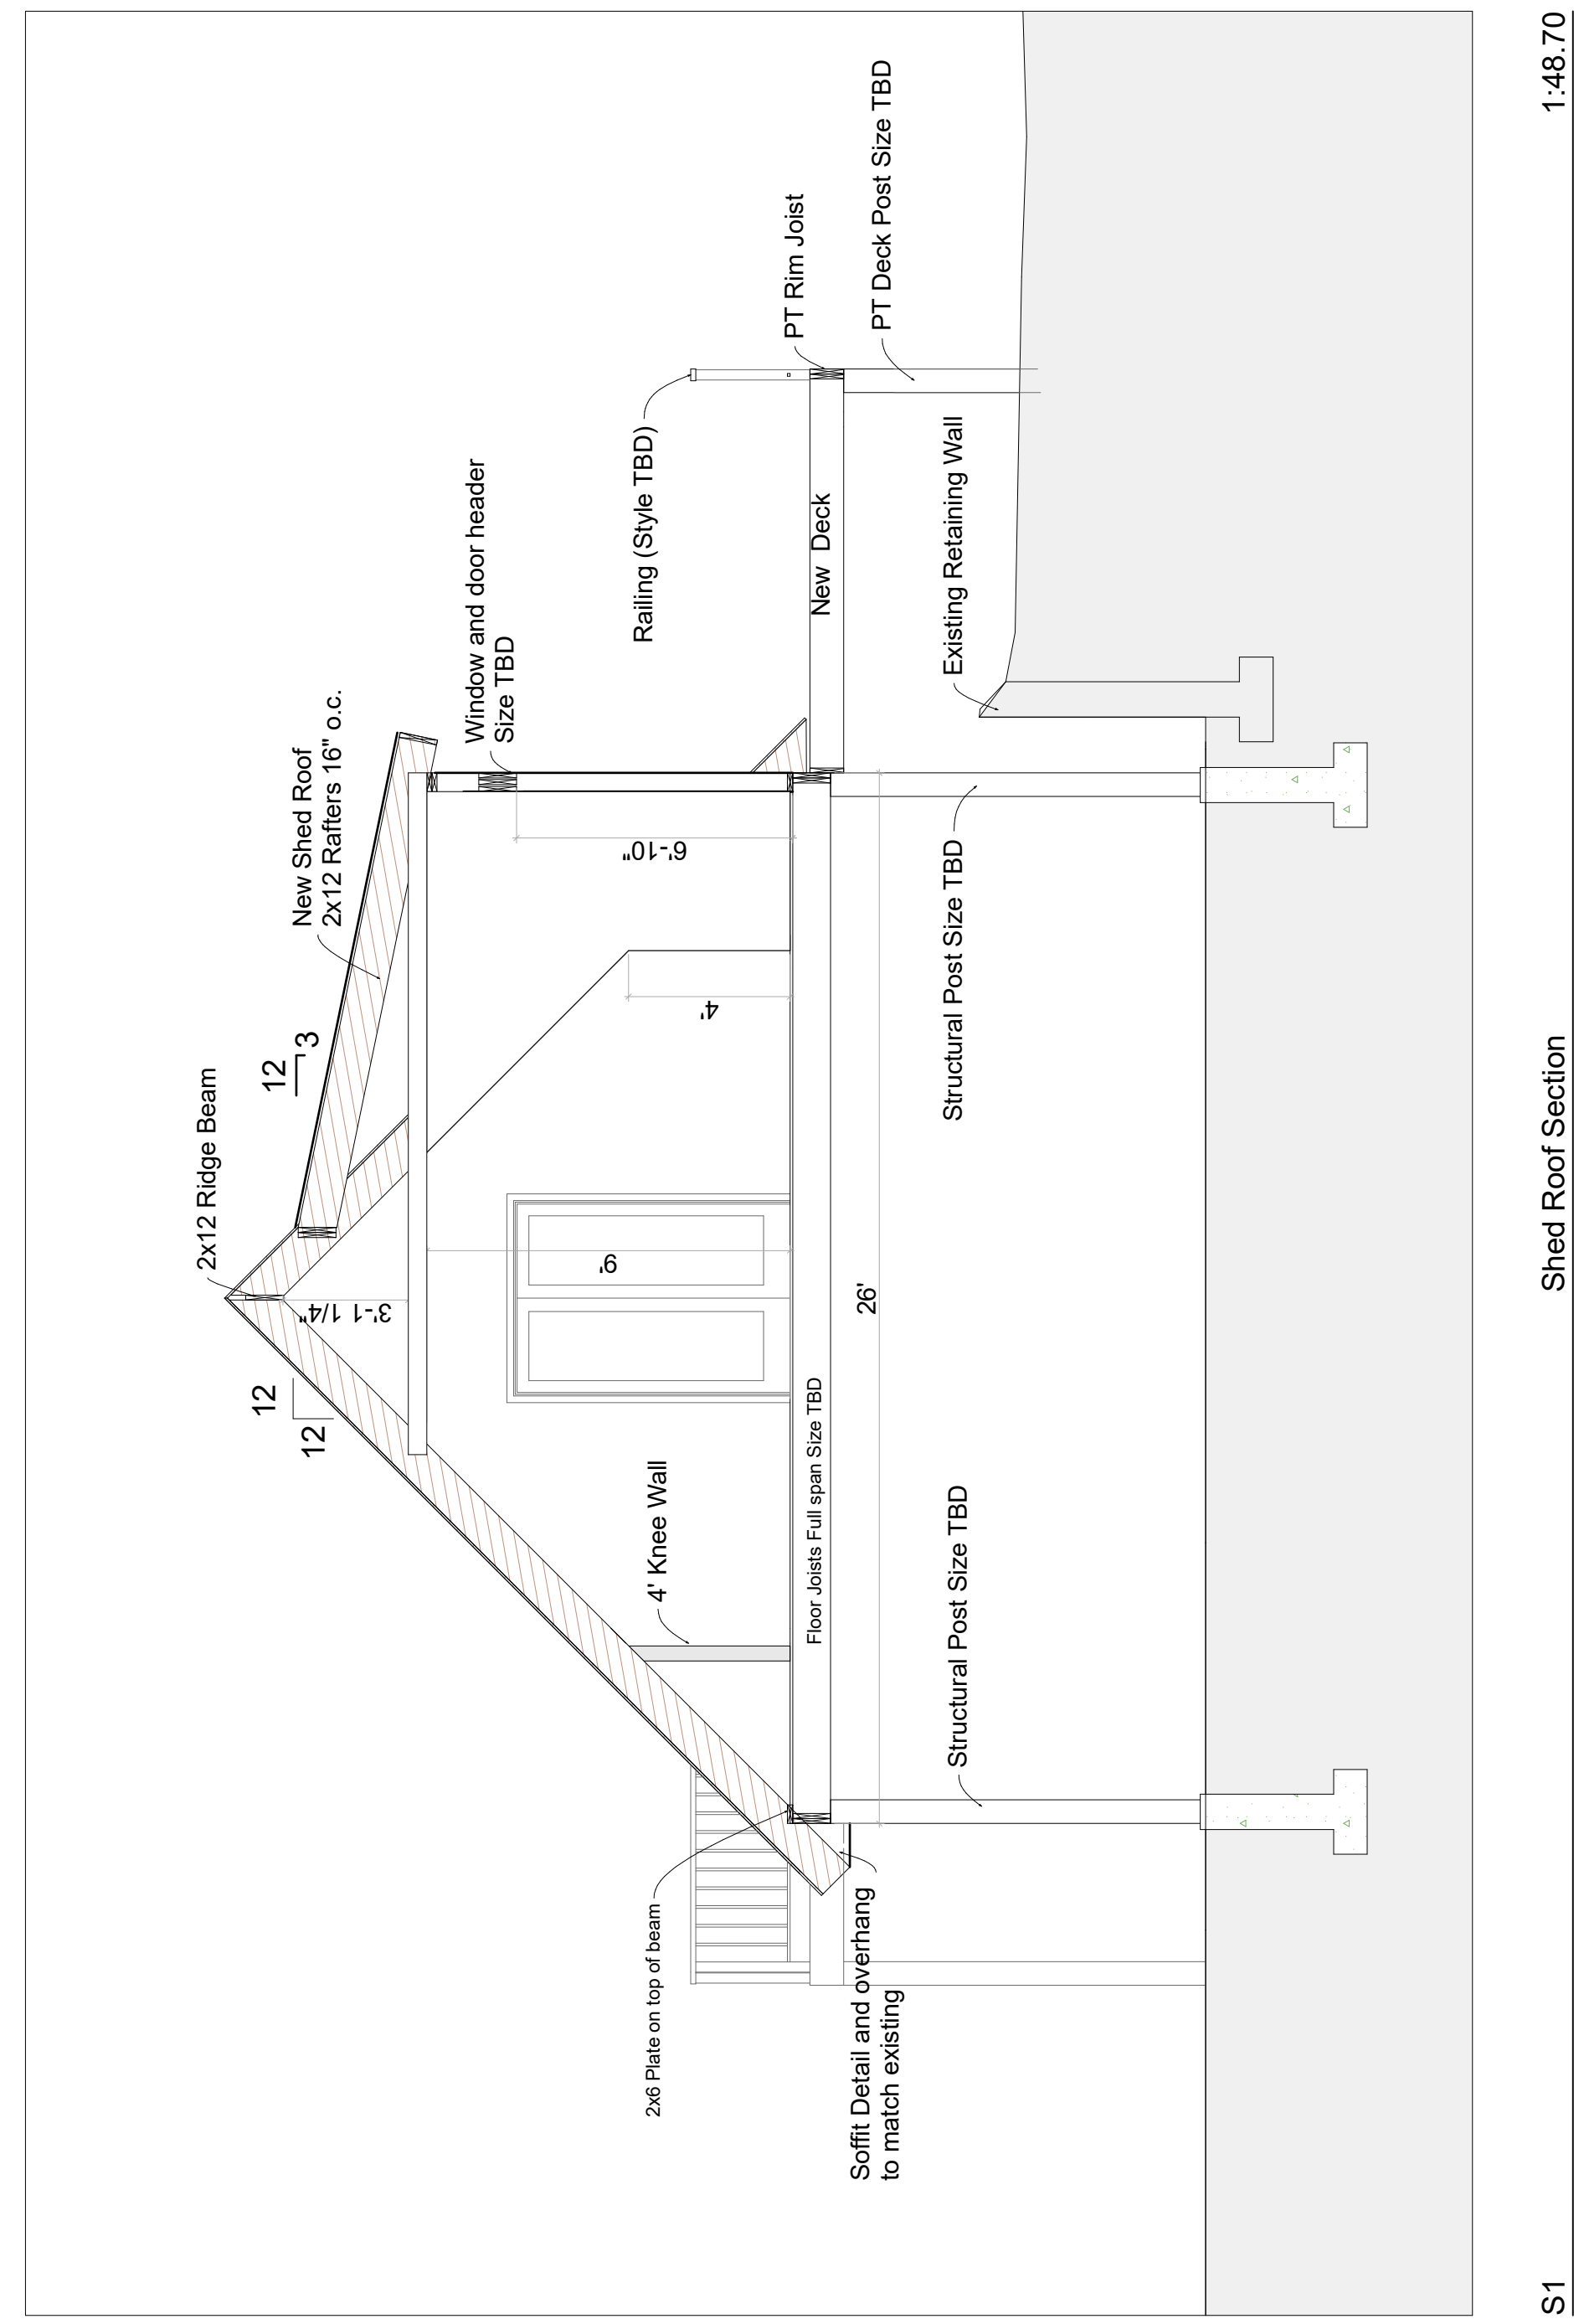 2x12 Ridge Beam
12
3
12
12
New Shed Roof
2x12 Rafters 16" o.c.
3'-1 1/4"
Window and door header
Size TBD
Railing (Style TBD)
4' Knee Wall
9'
6'-10"
4'
2x6 Plate on top of beam
PT Rim Joist
Floor Joists Full span Size TBD
New Deck
26'
PT Deck Post Size TBD
Soffit Detail and overhang
to match existing
Structural Post Size TBD
Structural Post Size TBD
Existing Retaining Wall
S1
Shed Roof Section
1:48.70